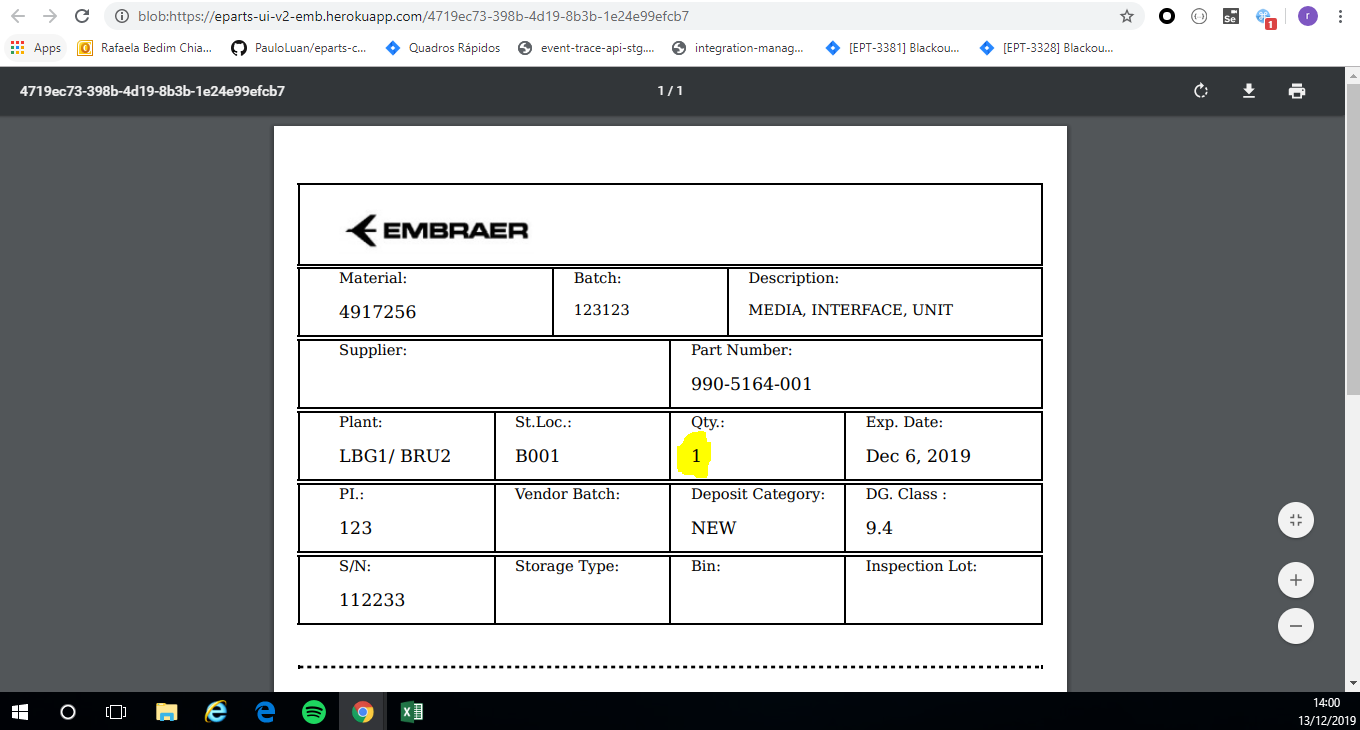 blob:https://eparts-ui-v2-emb.herokuapp.com/4719ec73-398b-4d19-8b3b-1e24e99efcb7
Se
1
r
Apps
Rafaela Bedim Chia...
PauloLuan/eparts-c...
Quadros Rápidos
event-trace-api-stg....
integration-manag...
[EPT-3381] Blackou...
[EPT-3328] Blackou...
4719ec73-398b-4d19-8b3b-1e24e99efcb7
1 / 1
EMBRAER
Material: Batch: Description:
4917256 123123 MEDIA, INTERFACE, UNIT
Supplier: Part Number:
990-5164-001
Plant: St.Loc.: Qty.: Exp. Date:
LBG1/ BRU2 B001 1 Dec 6, 2019
PI.: Vendor Batch: Deposit Category: DG. Class :
123 NEW 9.4
S/N: Storage Type: Bin: Inspection Lot:
112233
14:00
13/12/2019